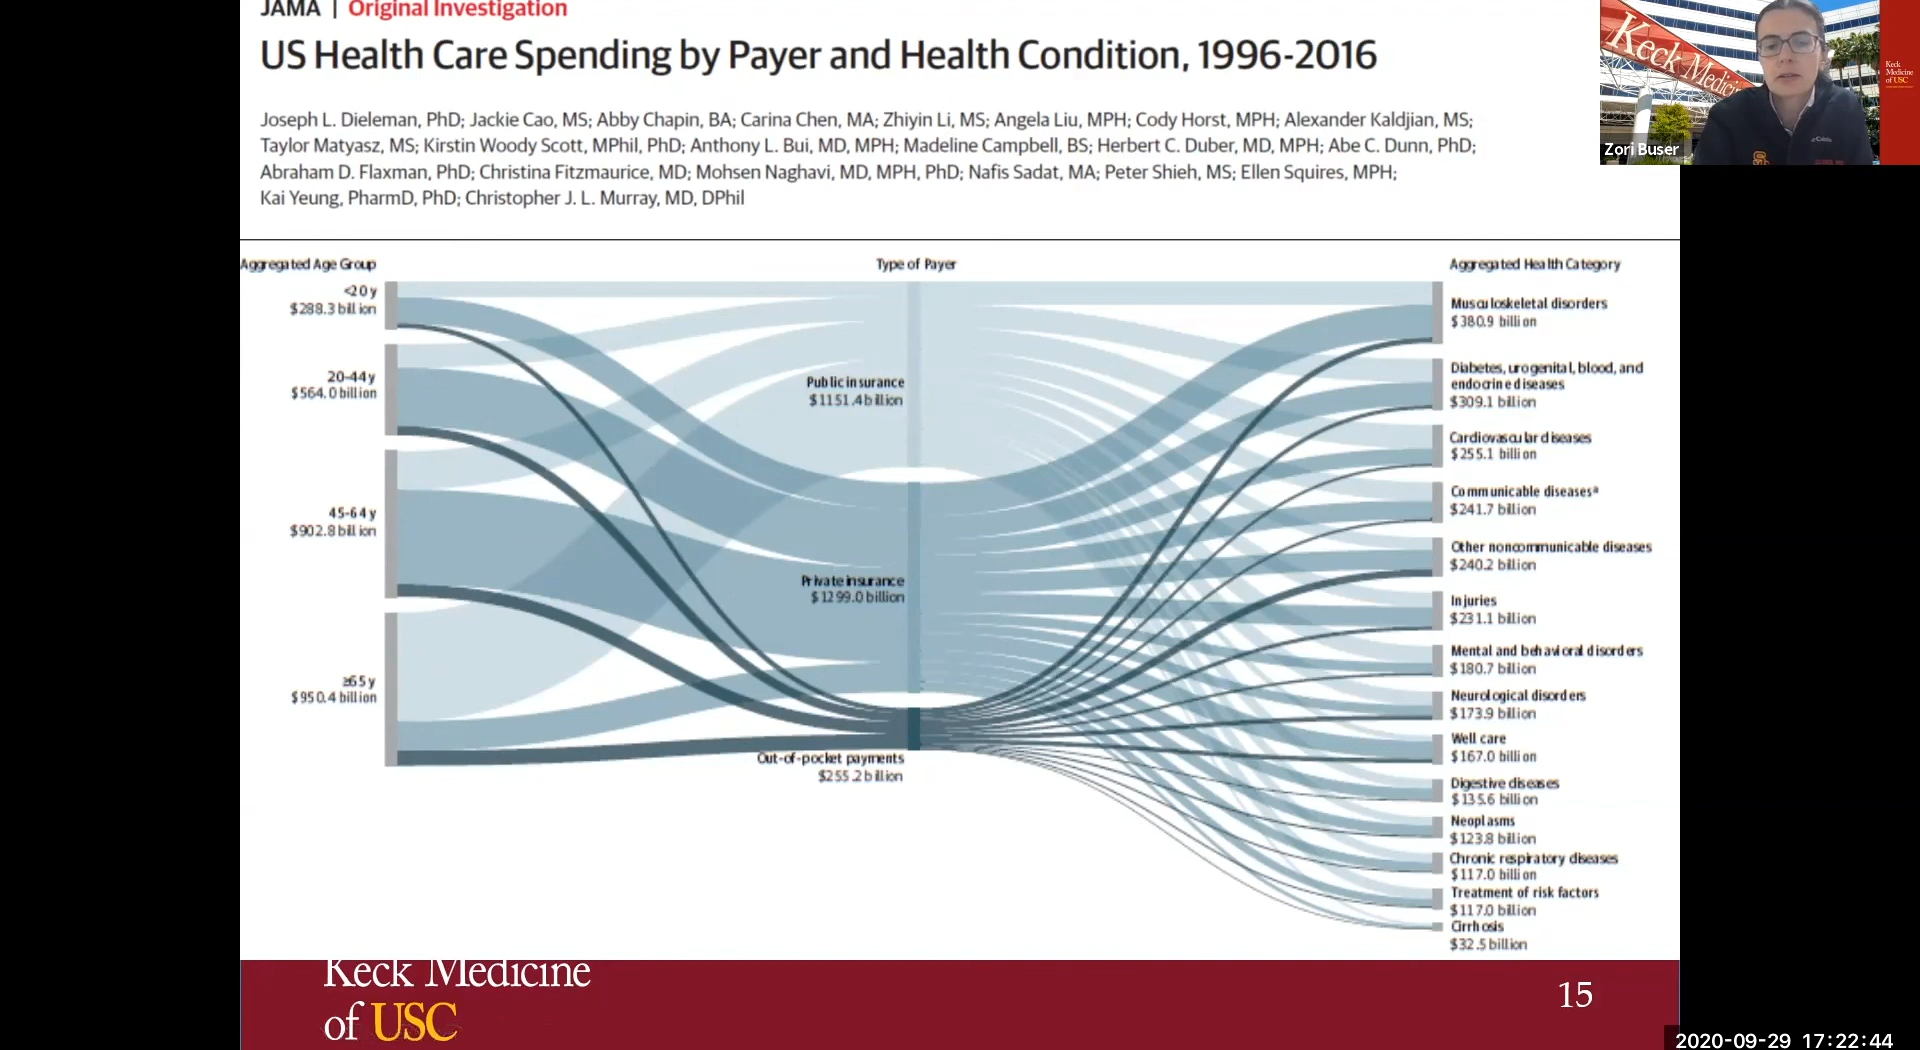 JAMA | Original Investigation
US Health Care Spending by Payer and Health Condition, 1996-2016
Joseph L. Dieleman, PhD; Jackie Cao, MS; Abby Chapin, BA; Carina Chen, MA; Zhiyin Li, MS; Angela Liu, MPH; Cody Horst, MPH; Alexander Kaldjian, MS;
Taylor Matyasz, MS; Kirstin Woody Scott, MPhil, PhD; Anthony L. Bui, MD, MPH; Madeline Campbell, BS; Herbert C. Duber, MD, MPH; Abe C. Dunn, PhD;
Abraham D. Flaxman, PhD; Christina Fitzmaurice, MD; Mohsen Naghavi, MD, MPH, PhD; Nafis Sadat, MA; Peter Shieh, MS; Ellen Squires, MPH;
Kai Yeung, PharmD, PhD; Christopher J. L. Murray, MD, DPhil
Keck Medicine
Zori Buser
Keck
Medicine
of USC
Aggregated Age Group
<20 y
$288.3 billion
20-44 y
$564.0 billion
45-64 y
$902.8 billion
≥65 y
$950.4 billion
Type of Payer
Public insurance
$1151.4 billion
Private insurance
$1299.0 billion
Out-of-pocket payments
$255.2 billion
Aggregated Health Category
Musculoskeletal disorders
$380.9 billion
Diabetes, urogenital, blood, and
endocrine diseases
$309.1 billion
Cardiovascular diseases
$255.1 billion
Communicable diseasesª
$241.7 billion
Other noncommunicable diseases
$240.2 billion
Injuries
$231.1 billion
Mental and behavioral disorders
$180.7 billion
Neurological disorders
$173.9 billion
Well care
$167.0 billion
Digestive diseases
$135.6 billion
Neoplasms
$123.8 billion
Chronic respiratory diseases
$117.0 billion
Treatment of risk factors
$117.0 billion
Cirrhosis
$32.5 billion
Keck Medicine
of USC
15
2020-09-29 17:22:44